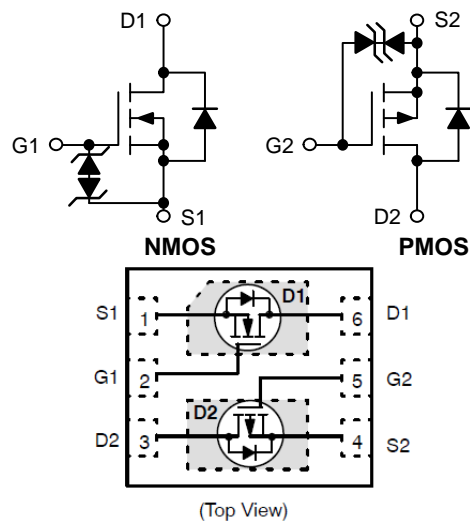 D1
S2
G1
G2
S1
D2
NMOS
PMOS
S1
1
D1
6
D1
G1
2
5
G2
D2
3
D2
4
S2
(Top View)